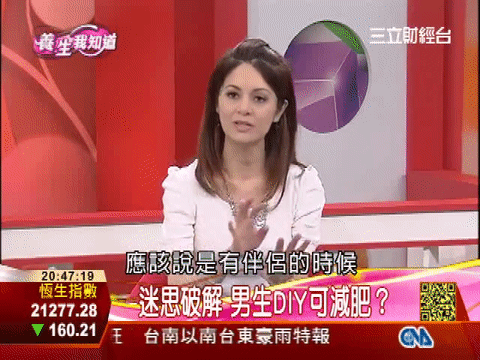 養生我知道
三立財經台
應該說是有伴侶的時候
20:47:19
恆生指數
21277.28
▼160.21
迷思破解 男生DIY可減肥？
王 台南以南台東豪雨特報
CNA